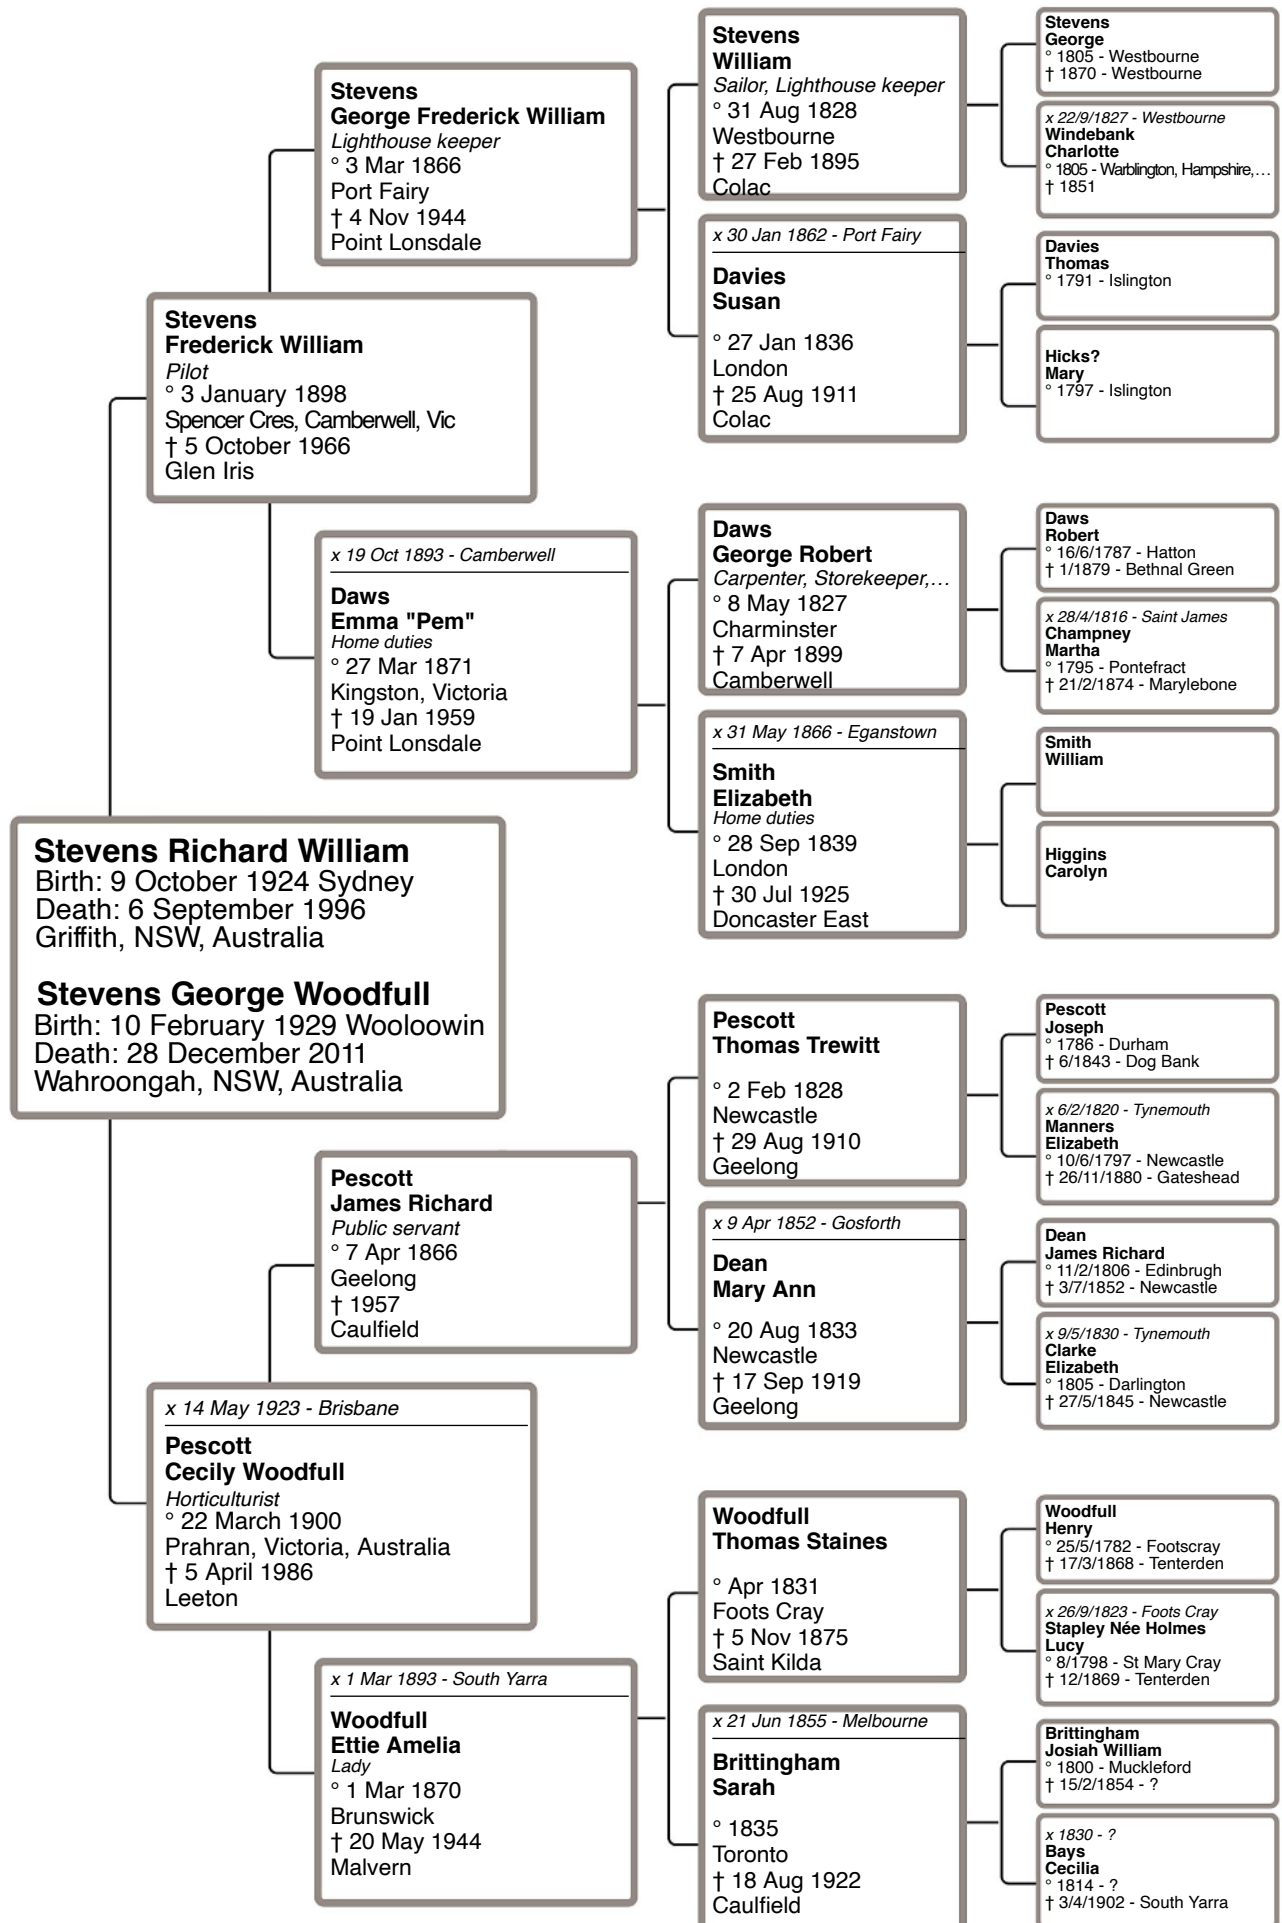 Stevens
George
° 1805 - Westbourne
† 1870 - Westbourne
x 22/9/1827 - Westbourne
Windebank
Charlotte
° 1805 - Warblington, Hampshire,…
† 1851
Stevens
William
Sailor, Lighthouse keeper
° 31 Aug 1828
Westbourne
† 27 Feb 1895
Colac
Stevens
George Frederick William
Lighthouse keeper
° 3 Mar 1866
Port Fairy
† 4 Nov 1944
Point Lonsdale
x 30 Jan 1862 - Port Fairy
Davies
Susan
° 27 Jan 1836
London
† 25 Aug 1911
Colac
Davies
Thomas
° 1791 - Islington
Hicks?
Mary
° 1797 - Islington
Stevens
Frederick William
Pilot
° 3 January 1898
Spencer Cres, Camberwell, Vic
† 5 October 1966
Glen Iris
Daws
George Robert
Carpenter, Storekeeper,…
° 8 May 1827
Charminster
† 7 Apr 1899
Camberwell
Daws
Robert
° 16/6/1787 - Hatton
† 1/1879 - Bethnal Green
x 28/4/1816 - Saint James
Champney
Martha
° 1795 - Pontefract
† 21/2/1874 - Marylebone
x 19 Oct 1893 - Camberwell
Daws
Emma "Pem"
Home duties
° 27 Mar 1871
Kingston, Victoria
† 19 Jan 1959
Point Lonsdale
x 31 May 1866 - Eganstown
Smith
Elizabeth
Home duties
° 28 Sep 1839
London
† 30 Jul 1925
Doncaster East
Smith
William
Higgins
Carolyn
Stevens Richard William
Birth: 9 October 1924 Sydney
Death: 6 September 1996
Griffith, NSW, Australia
Stevens George Woodfull
Birth: 10 February 1929 Wooloowin
Death: 28 December 2011
Wahroongah, NSW, Australia
Pescott
Thomas Trewitt
° 2 Feb 1828
Newcastle
† 29 Aug 1910
Geelong
Pescott
Joseph
° 1786 - Durham
† 6/1843 - Dog Bank
x 6/2/1820 - Tynemouth
Manners
Elizabeth
° 10/6/1797 - Newcastle
† 26/11/1880 - Gateshead
Pescott
James Richard
Public servant
° 7 Apr 1866
Geelong
† 1957
Caulfield
x 9 Apr 1852 - Gosforth
Dean
Mary Ann
° 20 Aug 1833
Newcastle
† 17 Sep 1919
Geelong
Dean
James Richard
° 11/2/1806 - Edinbrugh
† 3/7/1852 - Newcastle
x 9/5/1830 - Tynemouth
Clarke
Elizabeth
° 1805 - Darlington
† 27/5/1845 - Newcastle
x 14 May 1923 - Brisbane
Pescott
Cecily Woodfull
Horticulturist
° 22 March 1900
Prahran, Victoria, Australia
† 5 April 1986
Leeton
Woodfull
Thomas Staines
° Apr 1831
Foots Cray
† 5 Nov 1875
Saint Kilda
Woodfull
Henry
° 25/5/1782 - Footscray
† 17/3/1868 - Tenterden
x 26/9/1823 - Foots Cray
Stapley Née Holmes
Lucy
° 8/1798 - St Mary Cray
† 12/1869 - Tenterden
x 1 Mar 1893 - South Yarra
Woodfull
Ettie Amelia
Lady
° 1 Mar 1870
Brunswick
† 20 May 1944
Malvern
x 21 Jun 1855 - Melbourne
Brittingham
Sarah
° 1835
Toronto
† 18 Aug 1922
Caulfield
Brittingham
Josiah William
° 1800 - Muckleford
† 15/2/1854 - ?
x 1830 - ?
Bays
Cecilia
° 1814 - ?
† 3/4/1902 - South Yarra